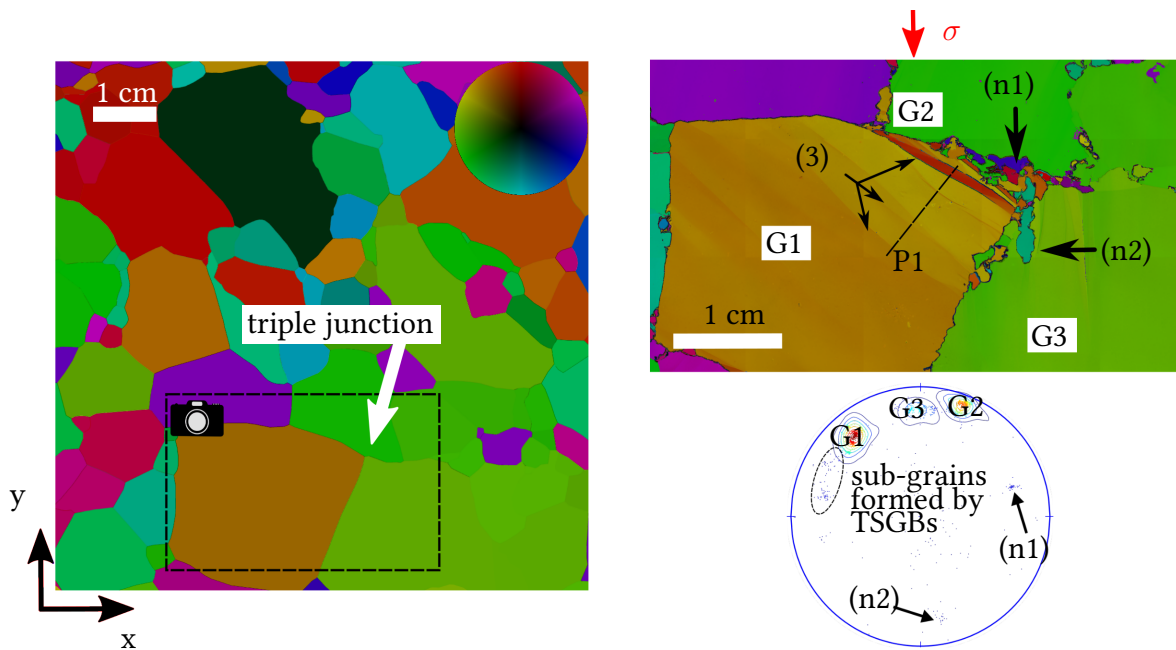 1 cm
triple junction
y
x
σ
G2
(n1)
(3)
G1
P1
(n2)
1 cm
G3
G3
G2
G1
sub-grains
formed by
TSGBs
(n1)
(n2)